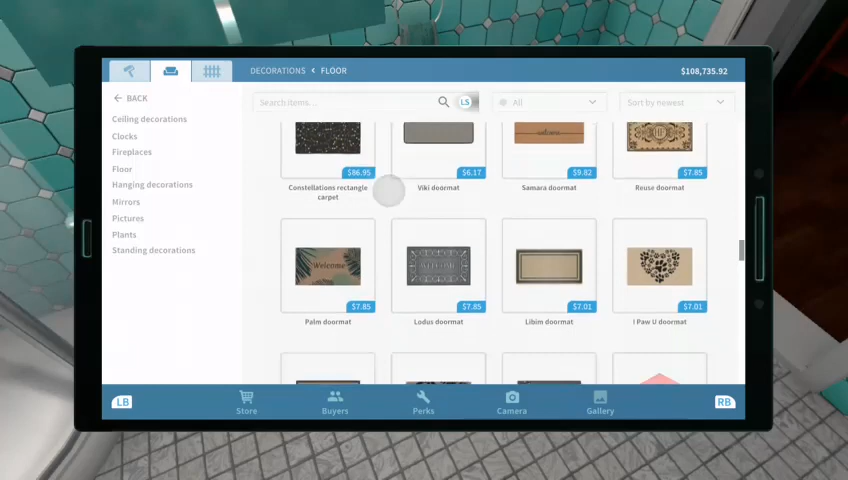 DECORATIONS < FLOOR
$108,735.92
BACK
Search items...
LS
All
Sort by newest
Ceiling decorations
Clocks
Fireplaces
Floor
Hanging decorations
Mirrors
Pictures
Plants
Standing decorations
$86.95
$6.17
$9.82
$7.85
Constellations rectangle
carpet
Viki doormat
Samara doormat
Reuse doormat
Welcome
WELCOME
$7.85
$7.85
$7.01
$7.01
Palm doormat
Lodus doormat
Libim doormat
I Paw U doormat
LB
Store
Buyers
Perks
Camera
Gallery
RB